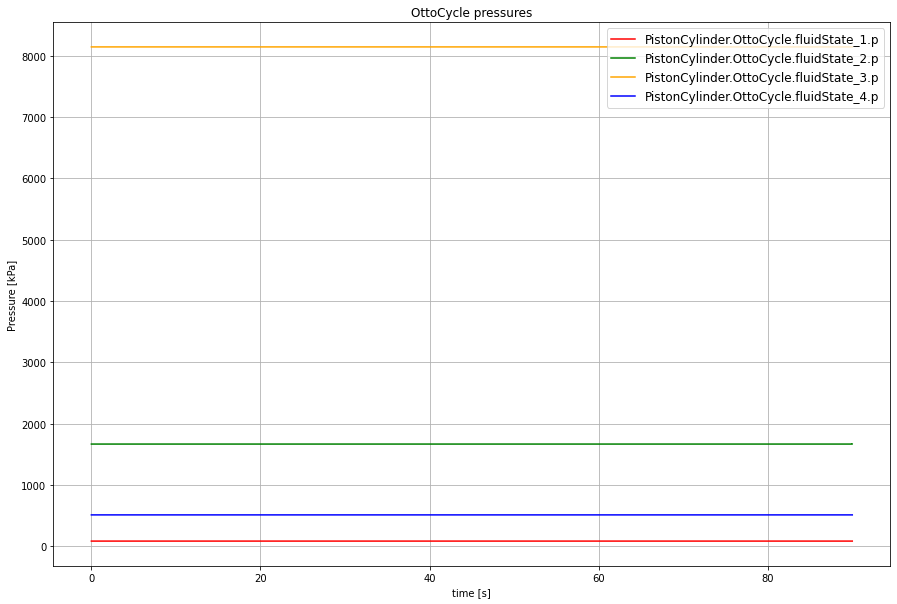 OttoCycle pressures
PistonCylinder.OttoCycle.fluidState_1.p
PistonCylinder.OttoCycle.fluidState_2.p
PistonCylinder.OttoCycle.fluidState_3.p
PistonCylinder.OttoCycle.fluidState_4.p
Pressure [kPa]
8000
7000
6000
5000
4000
3000
2000
1000
0
0 20 40 60 80
time [s]